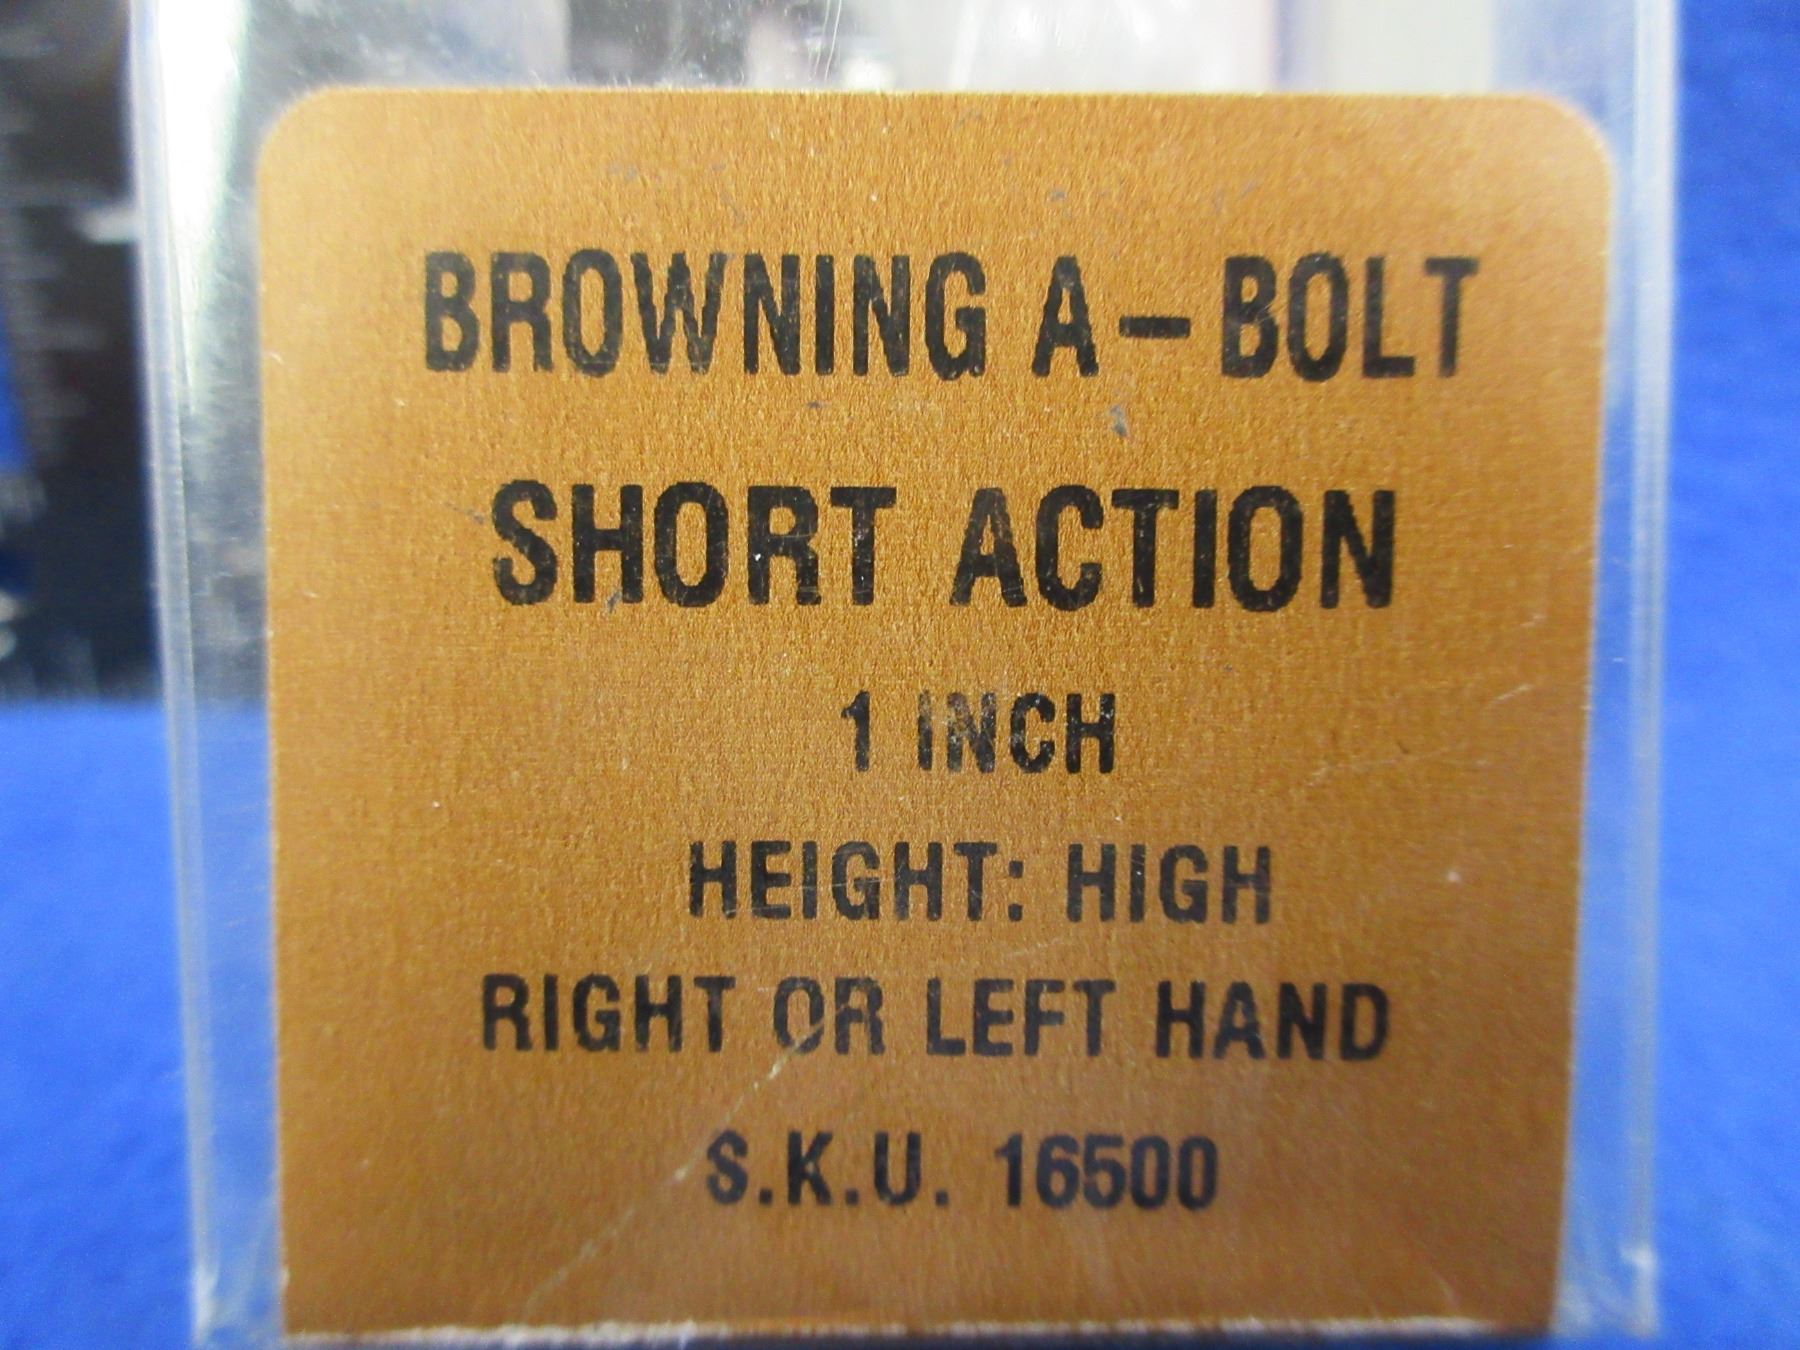 BROWNING A-BOLT
SHORT ACTION
1 INCH
HEIGHT: HIGH
RIGHT OR LEFT HAND
S.K.U. 16500